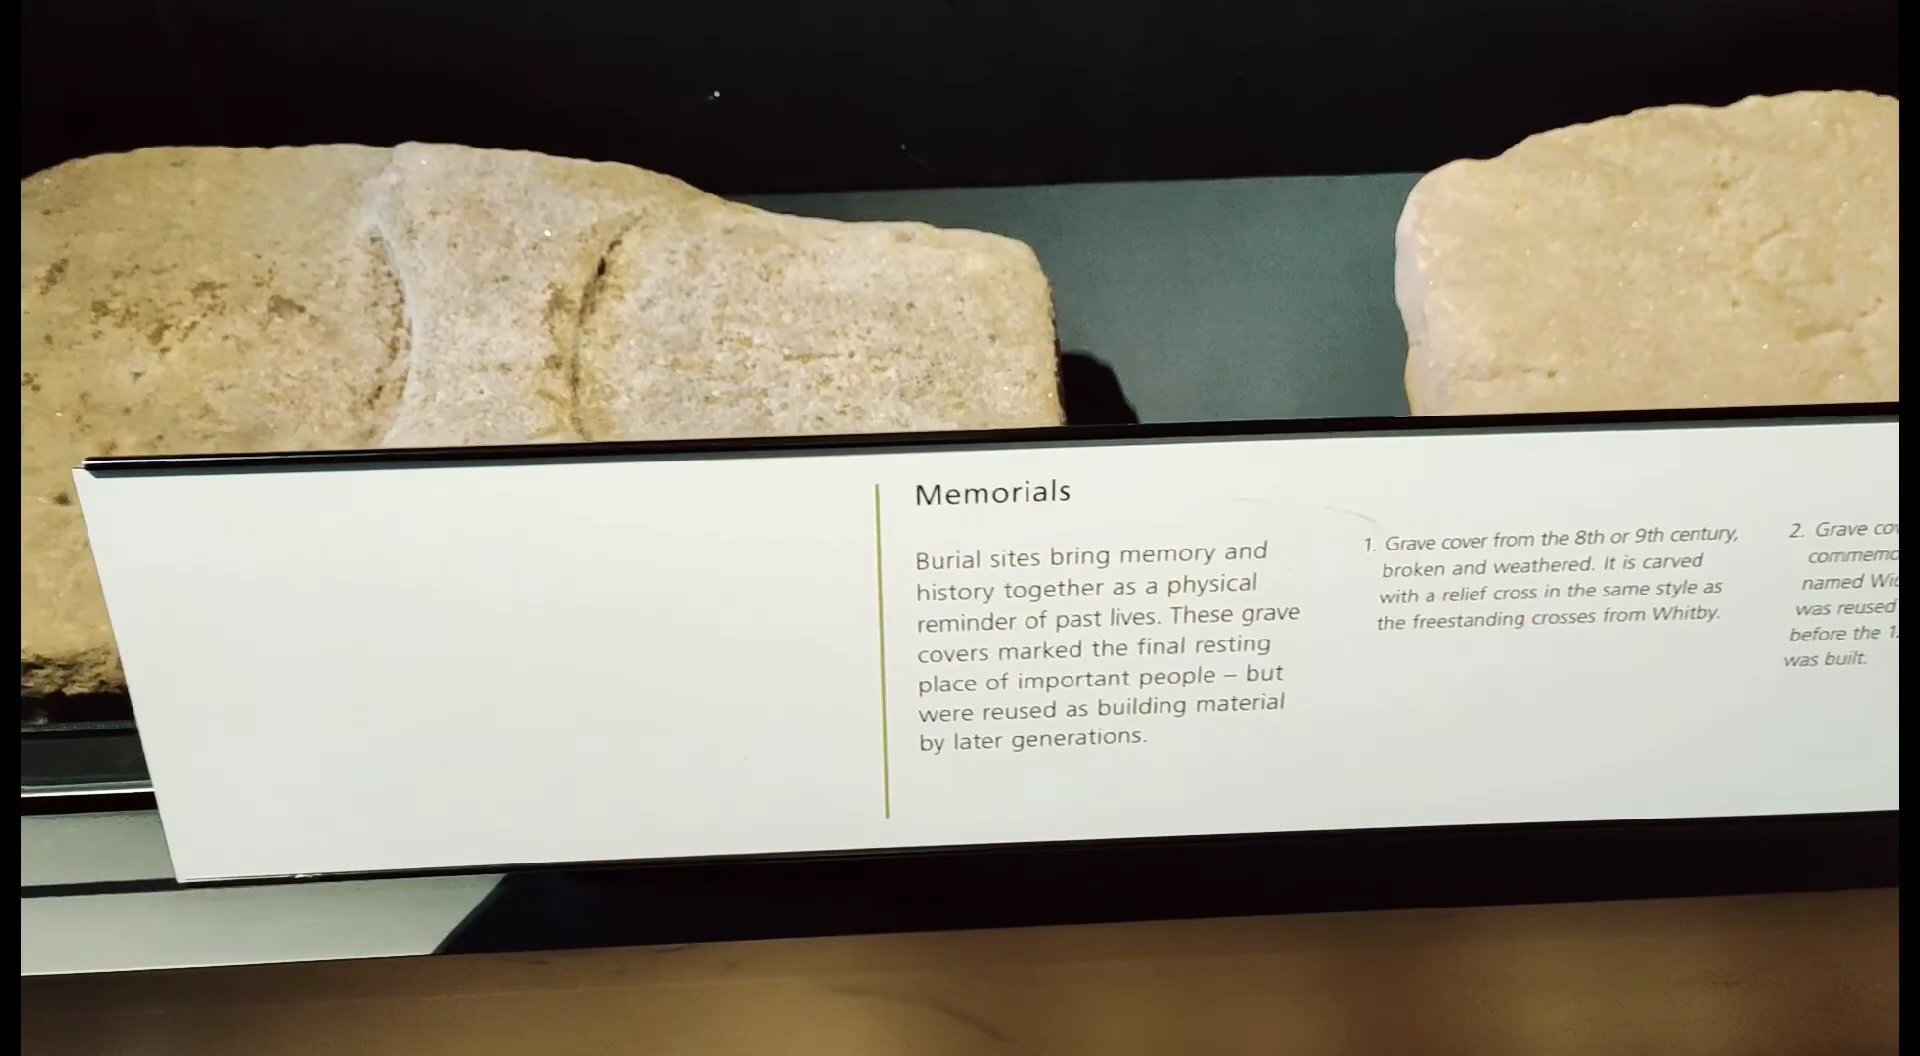 Memorials
Burial sites bring memory and
history together as a physical
reminder of past lives. These grave
covers marked the final resting
place of important people – but
were reused as building material
by later generations.
1. Grave cover from the 8th or 9th century,
broken and weathered. It is carved
with a relief cross in the same style as
the freestanding crosses from Whitby.
2. Grave
named
was reused
before the
was built.